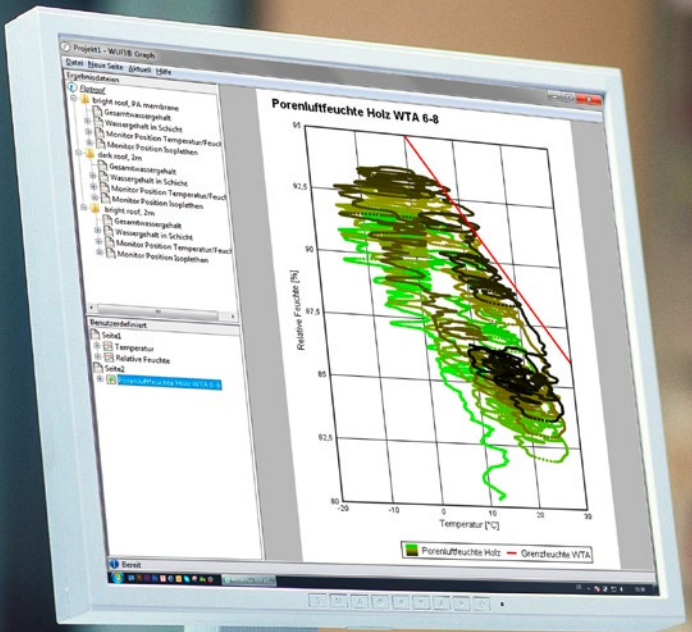 Projekt1 - WUFI® Graph
Datei Neue Seite Aktuell Hilfe
Ergebnisdateien
Flatroof
bright roof, PA membrane
Gesamtwassergehalt
Wassergehalt in Schicht
Monitor Position Temperatur/Feucl
Monitor Position Isoplethen
dark roof, 2m
Gesamtwassergehalt
Wassergehalt in Schicht
Monitor Position Temperatur/Feucl
Monitor Position Isoplethen
bright roof, 2m
Gesamtwassergehalt
Wassergehalt in Schicht
Monitor Position Temperatur/Feucl
Monitor Position Isoplethen
Benutzerdefiniert
Seite1
Temperatur
Relative Feuchte
Seite2
Porenluftfeuchte Holz WTA 6-8
Bereit
Porenluftfeuchte Holz WTA 6-8
Relative Feuchte [%]
95
92,5
90
87,5
85
82,5
80
-20
-10
0
10
20
30
Temperatur [°C]
Porenluftfeuchte Holz
Grenzfeuchte WTA